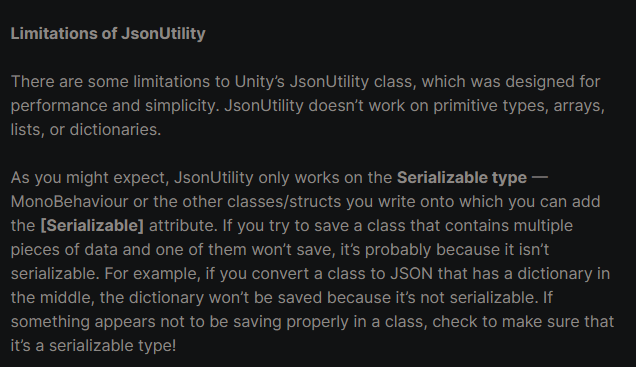 Limitations of JsonUtility
There are some limitations to Unity’s JsonUtility class, which was designed for
performance and simplicity. JsonUtility doesn’t work on primitive types, arrays,
lists, or dictionaries.
As you might expect, JsonUtility only works on the Serializable type —
MonoBehaviour or the other classes/structs you write onto which you can add
the [Serializable] attribute. If you try to save a class that contains multiple
pieces of data and one of them won’t save, it’s probably because it isn’t
serializable. For example, if you convert a class to JSON that has a dictionary in
the middle, the dictionary won’t be saved because it’s not serializable. If
something appears not to be saving properly in a class, check to make sure that
it’s a serializable type!